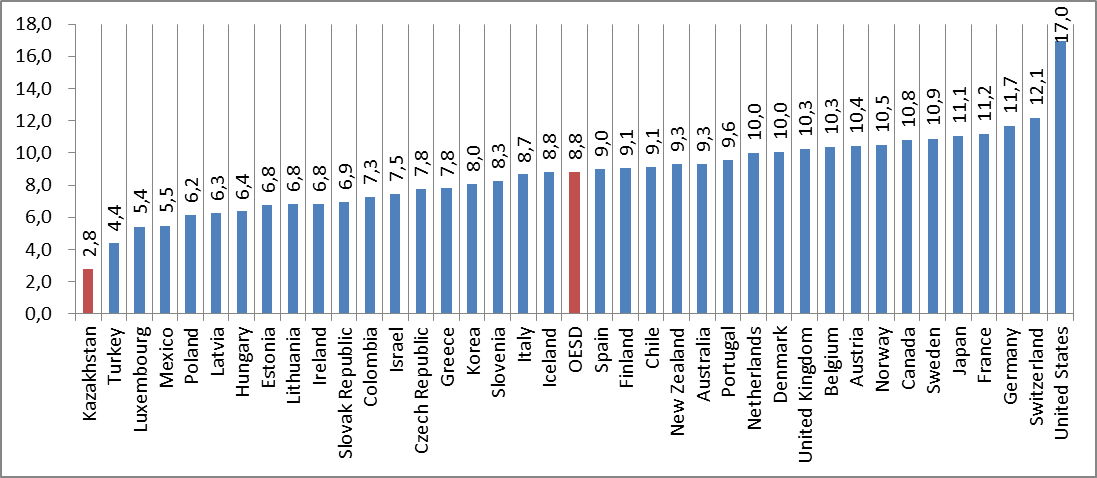 18,0
16,0
14,0
12,0
10,0
8,0
6,0
4,0
2,0
0,0
2,8
4,4
5,4
5,5
6,2
6,3
6,4
6,8
6,8
6,8
6,9
7,3
7,5
7,8
7,8
8,0
8,3
8,7
8,8
8,8
9,0
9,1
9,1
9,3
9,3
9,6
10,0
10,0
10,3
10,3
10,4
10,5
10,8
10,9
11,1
11,2
11,7
12,1
17,0
Kazakhstan
Turkey
Luxembourg
Mexico
Poland
Latvia
Hungary
Estonia
Lithuania
Ireland
Slovak Republic
Colombia
Israel
Czech Republic
Greece
Korea
Slovenia
Italy
Iceland
OESD
Spain
Finland
Chile
New Zealand
Australia
Portugal
Netherlands
Denmark
United Kingdom
Belgium
Austria
Norway
Canada
Sweden
Japan
France
Germany
Switzerland
United States